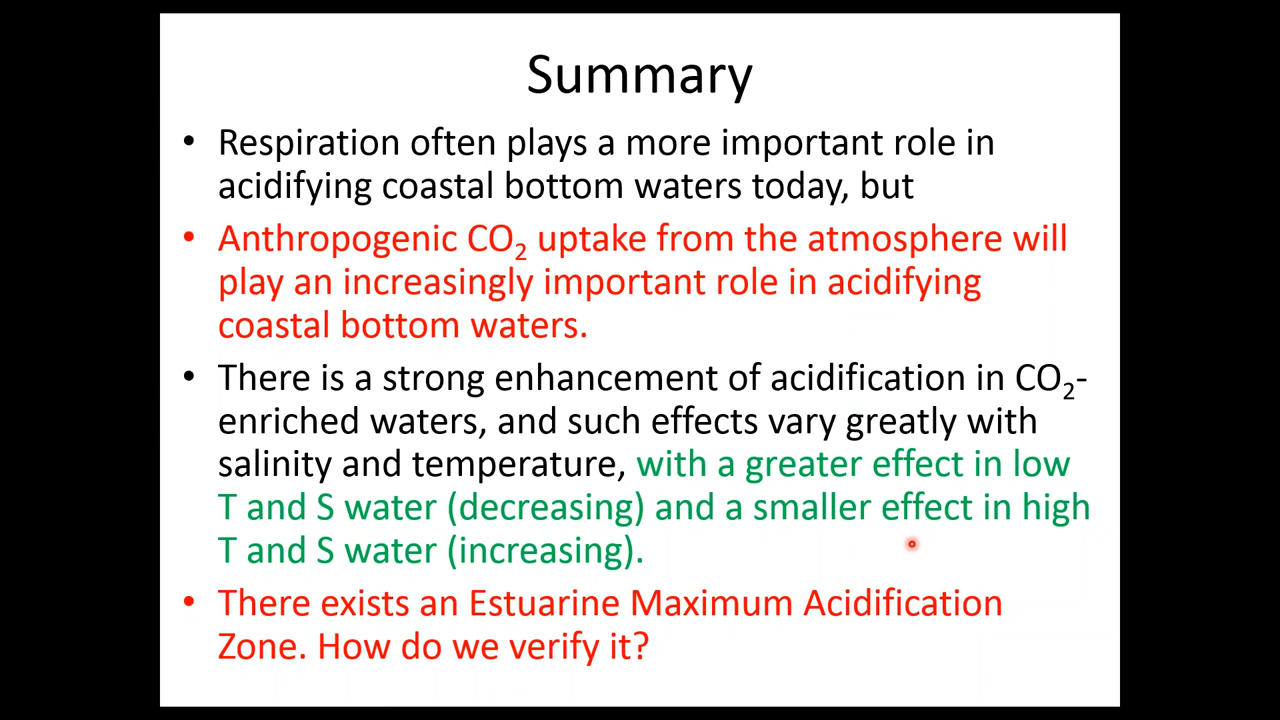 Summary
• Respiration often plays a more important role in
acidifying coastal bottom waters today, but
• Anthropogenic CO₂ uptake from the atmosphere will
play an increasingly important role in acidifying
coastal bottom waters.
• There is a strong enhancement of acidification in CO₂-
enriched waters, and such effects vary greatly with
salinity and temperature, with a greater effect in low
T and S water (decreasing) and a smaller effect in high
T and S water (increasing).
• There exists an Estuarine Maximum Acidification
Zone. How do we verify it?